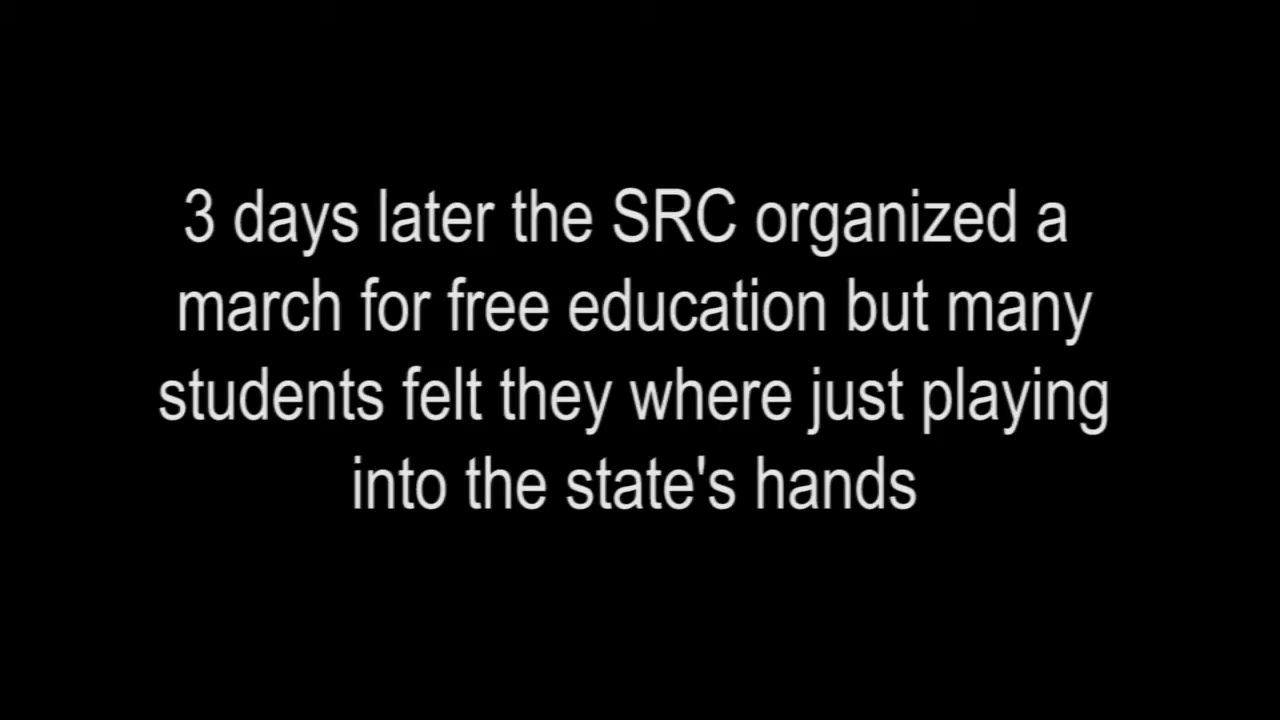 3 days later the SRC organized a
march for free education but many
students felt they where just playing
into the state's hands